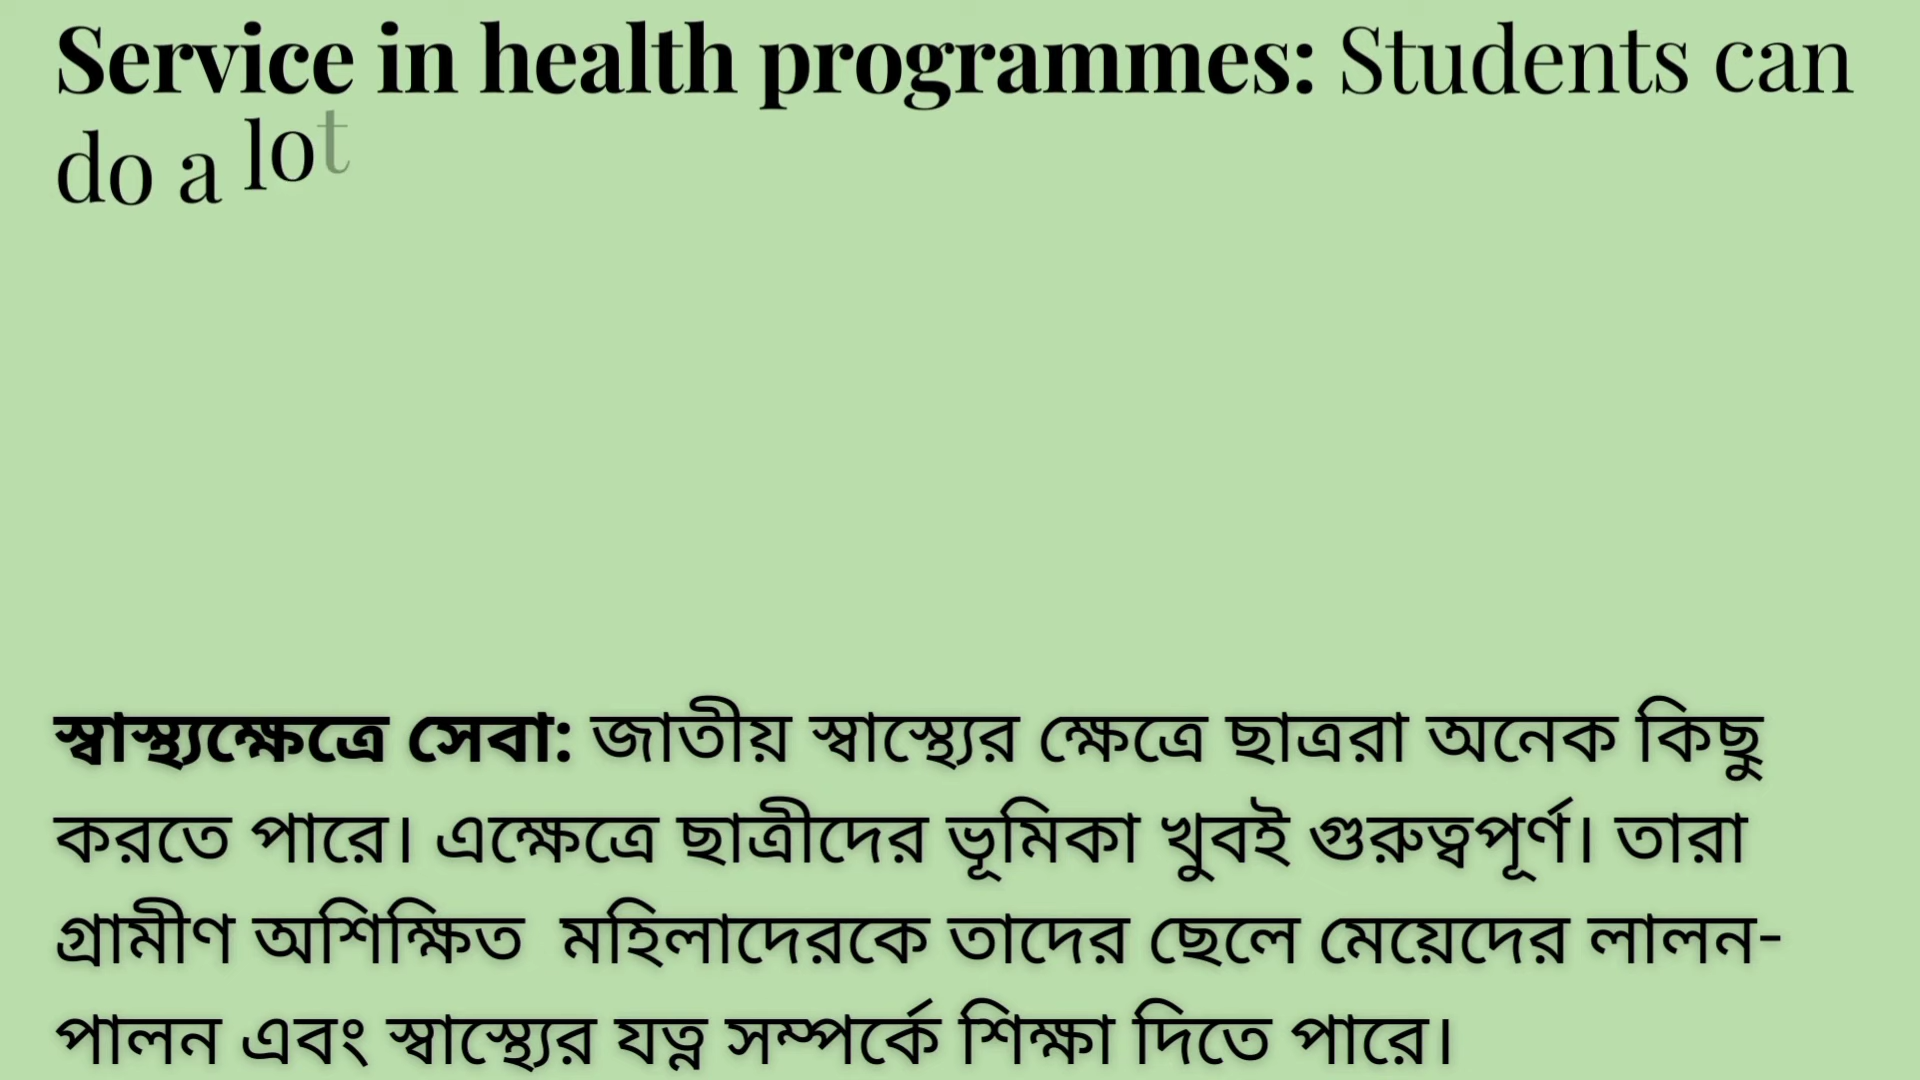 Service in health programmes: Students can
do a lot
স্বাস্থ্যক্ষেত্রে সেবা: জাতীয় স্বাস্থ্যের ক্ষেত্রে ছাত্ররা অনেক কিছু
করতে পারে। এক্ষেত্রে ছাত্রীদের ভূমিকা খুবই গুরুত্বপূর্ণ। তারা
গ্রামীণ অশিক্ষিত মহিলাদেরকে তাদের ছেলে মেয়েদের লালন-
পালন এবং স্বাস্থ্যের যত্ন সম্পর্কে শিক্ষা দিতে পারে।